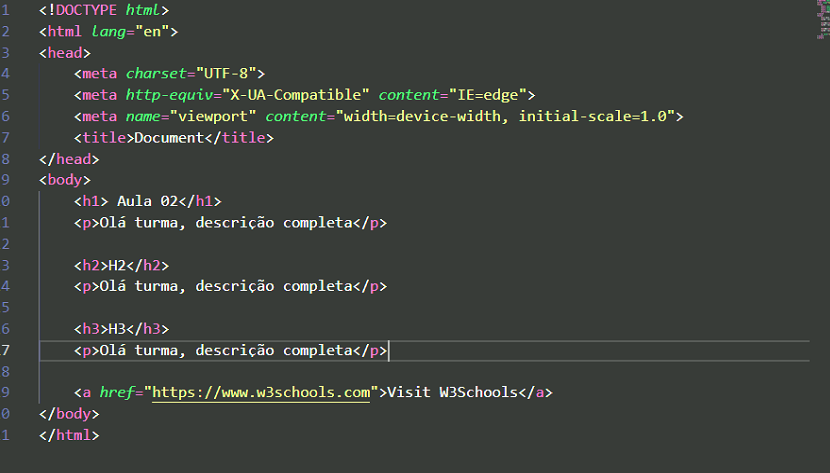 1 <!DOCTYPE html>
2 <html lang="en">
3 <head>
4     <meta charset="UTF-8">
5     <meta http-equiv="X-UA-Compatible" content="IE=edge">
6     <meta name="viewport" content="width=device-width, initial-scale=1.0">
7     <title>Document</title>
8 </head>
9 <body>
0     <h1> Aula 02</h1>
1     <p>Olá turma, descrição completa</p>
2
3     <h2>H2</h2>
4     <p>Olá turma, descrição completa</p>
5
6     <h3>H3</h3>
7     <p>Olá turma, descrição completa</p>
8
9     <a href="https://www.w3schools.com">Visit W3Schools</a>
0 </body>
1 </html>